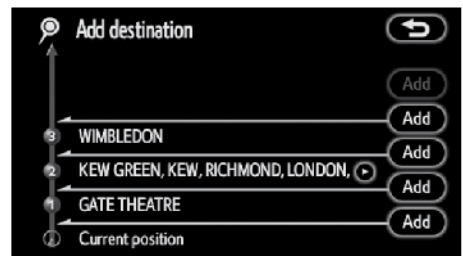 Add destination
Add
Add
3 WIMBLEDON
Add
2 KEW GREEN, KEW, RICHMOND, LONDON,
Add
1 GATE THEATRE
Add
Current position